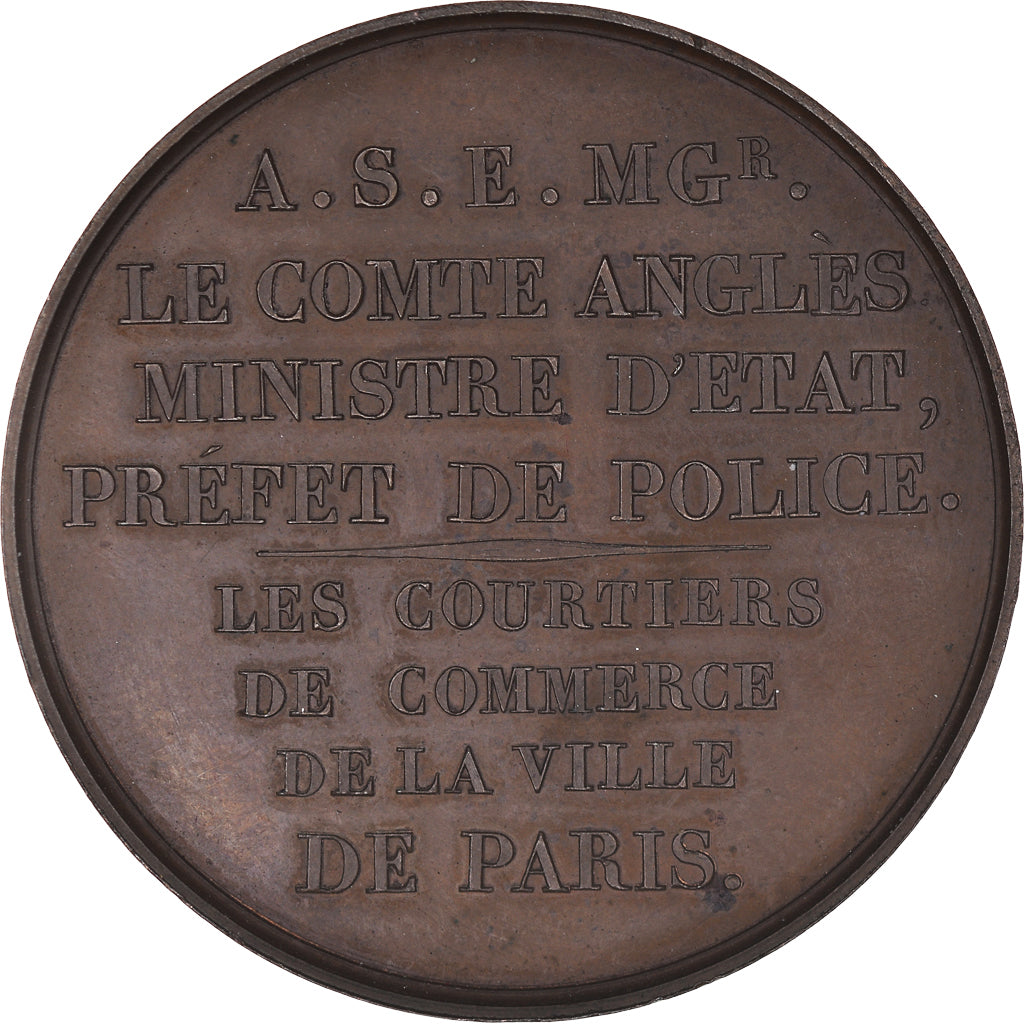 A.S.E.MGR.
LE COMTE ANGLÈS
MINISTRE D'ETAT,
PRÉFET DE POLICE.
LES COURTIERS
DE COMMERCE
DE LA VILLE
DE PARIS.